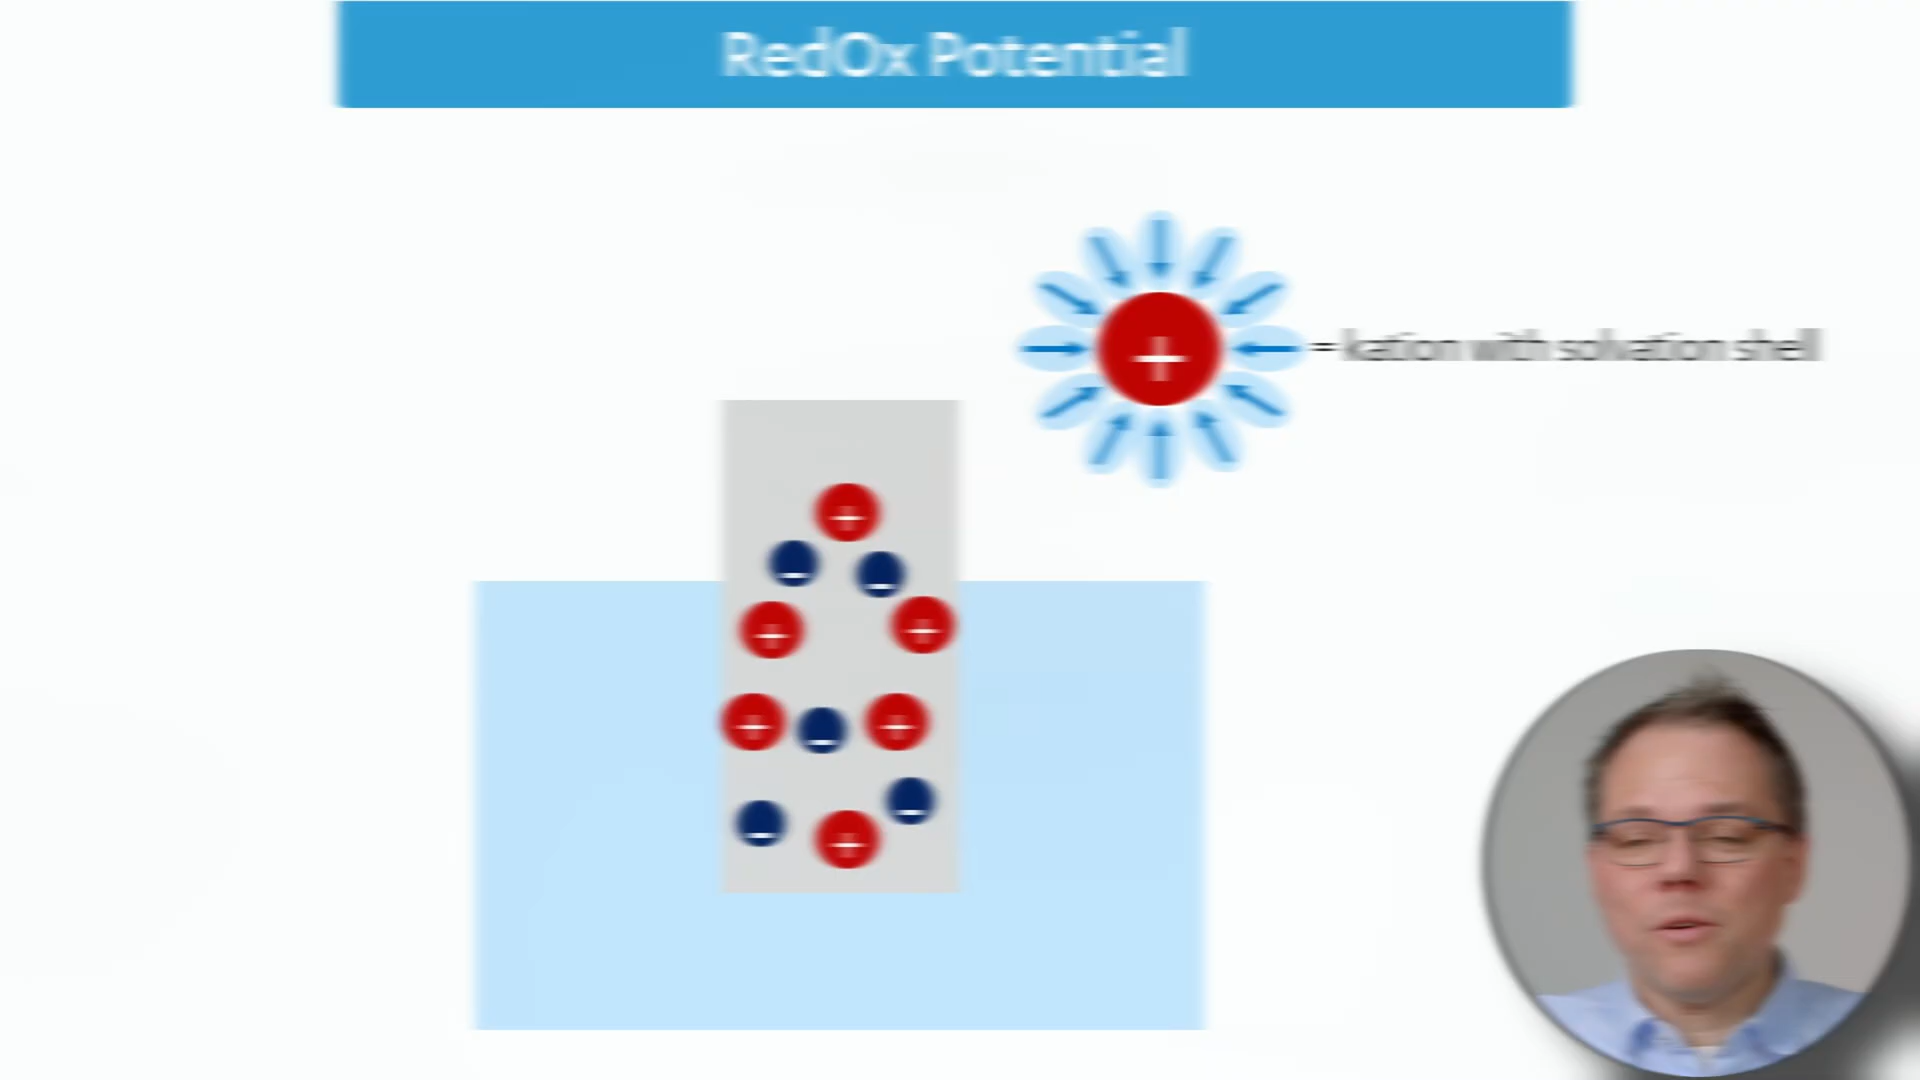 RedOx Potential
+
= kation with solvation shell
+
- -
+ +
+ - +
- -
+